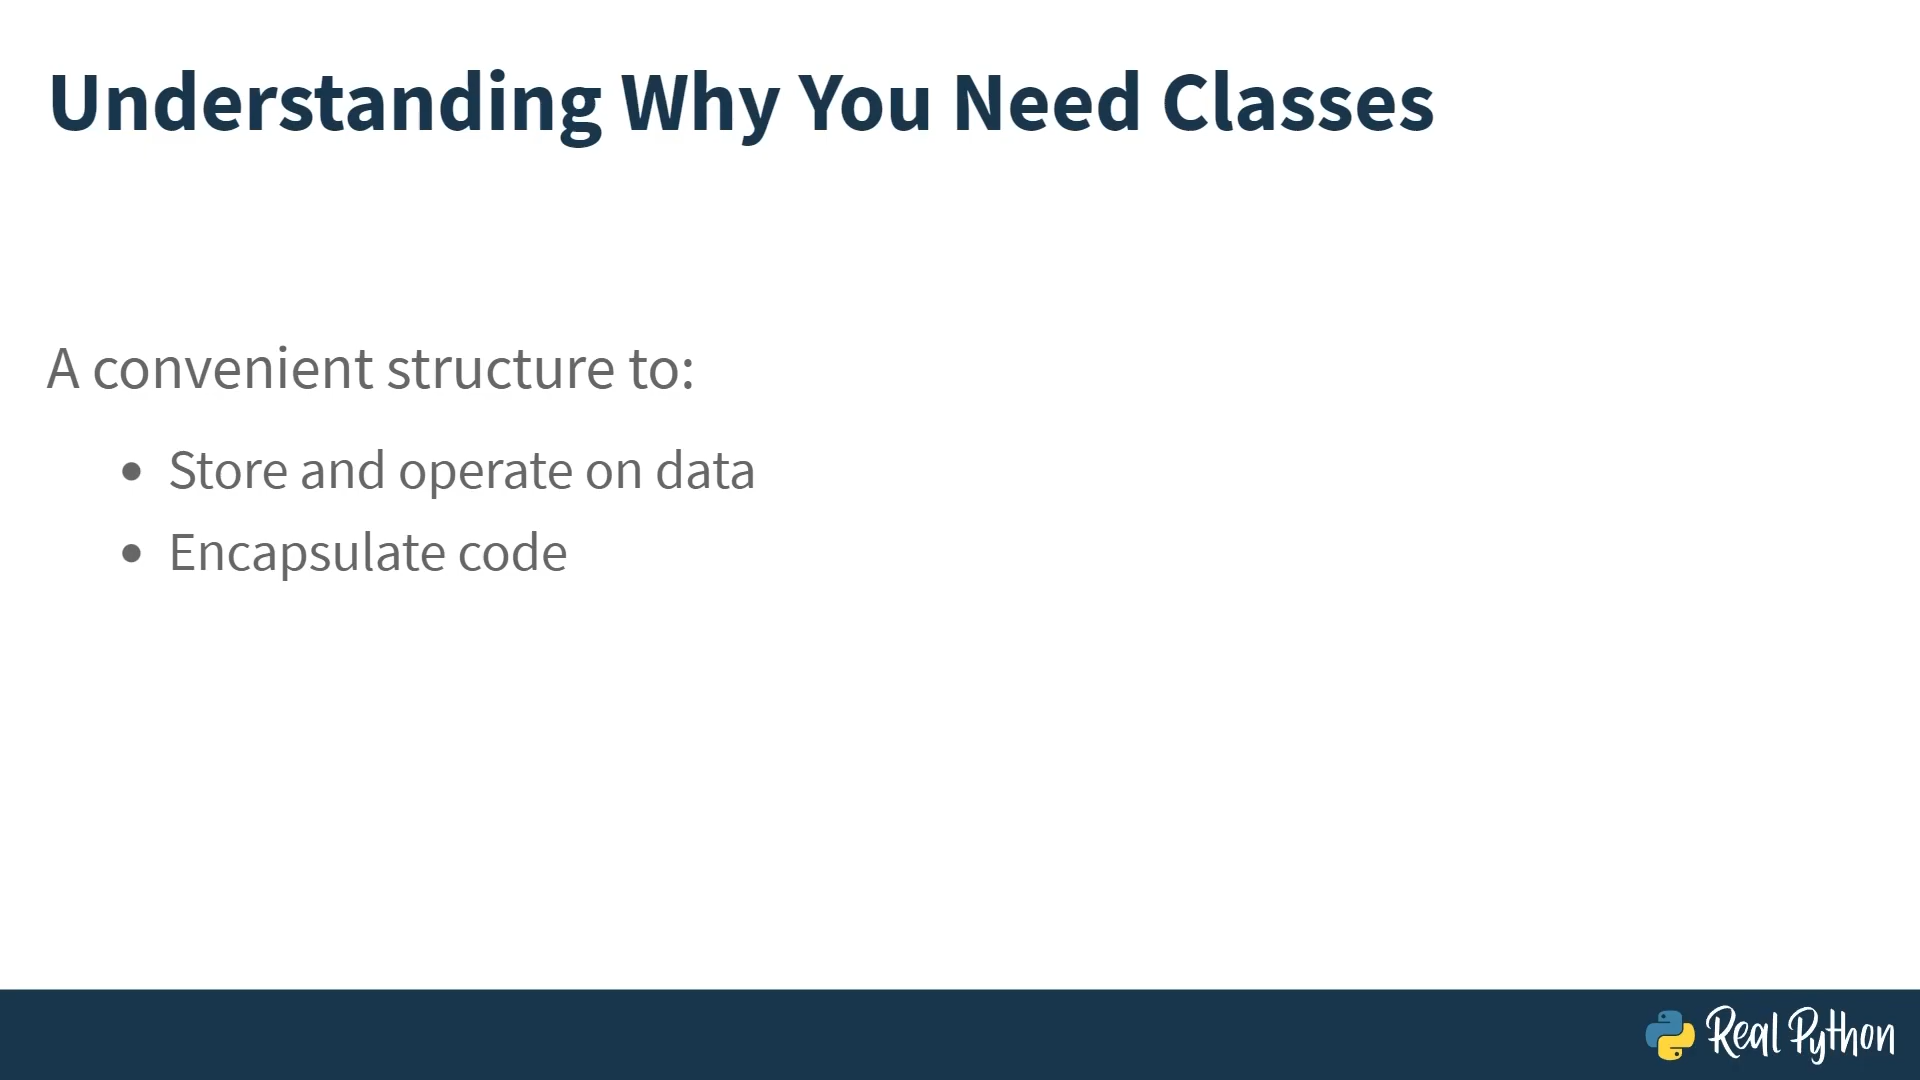 Understanding Why You Need Classes
A convenient structure to:
• Store and operate on data
• Encapsulate code
Real Python